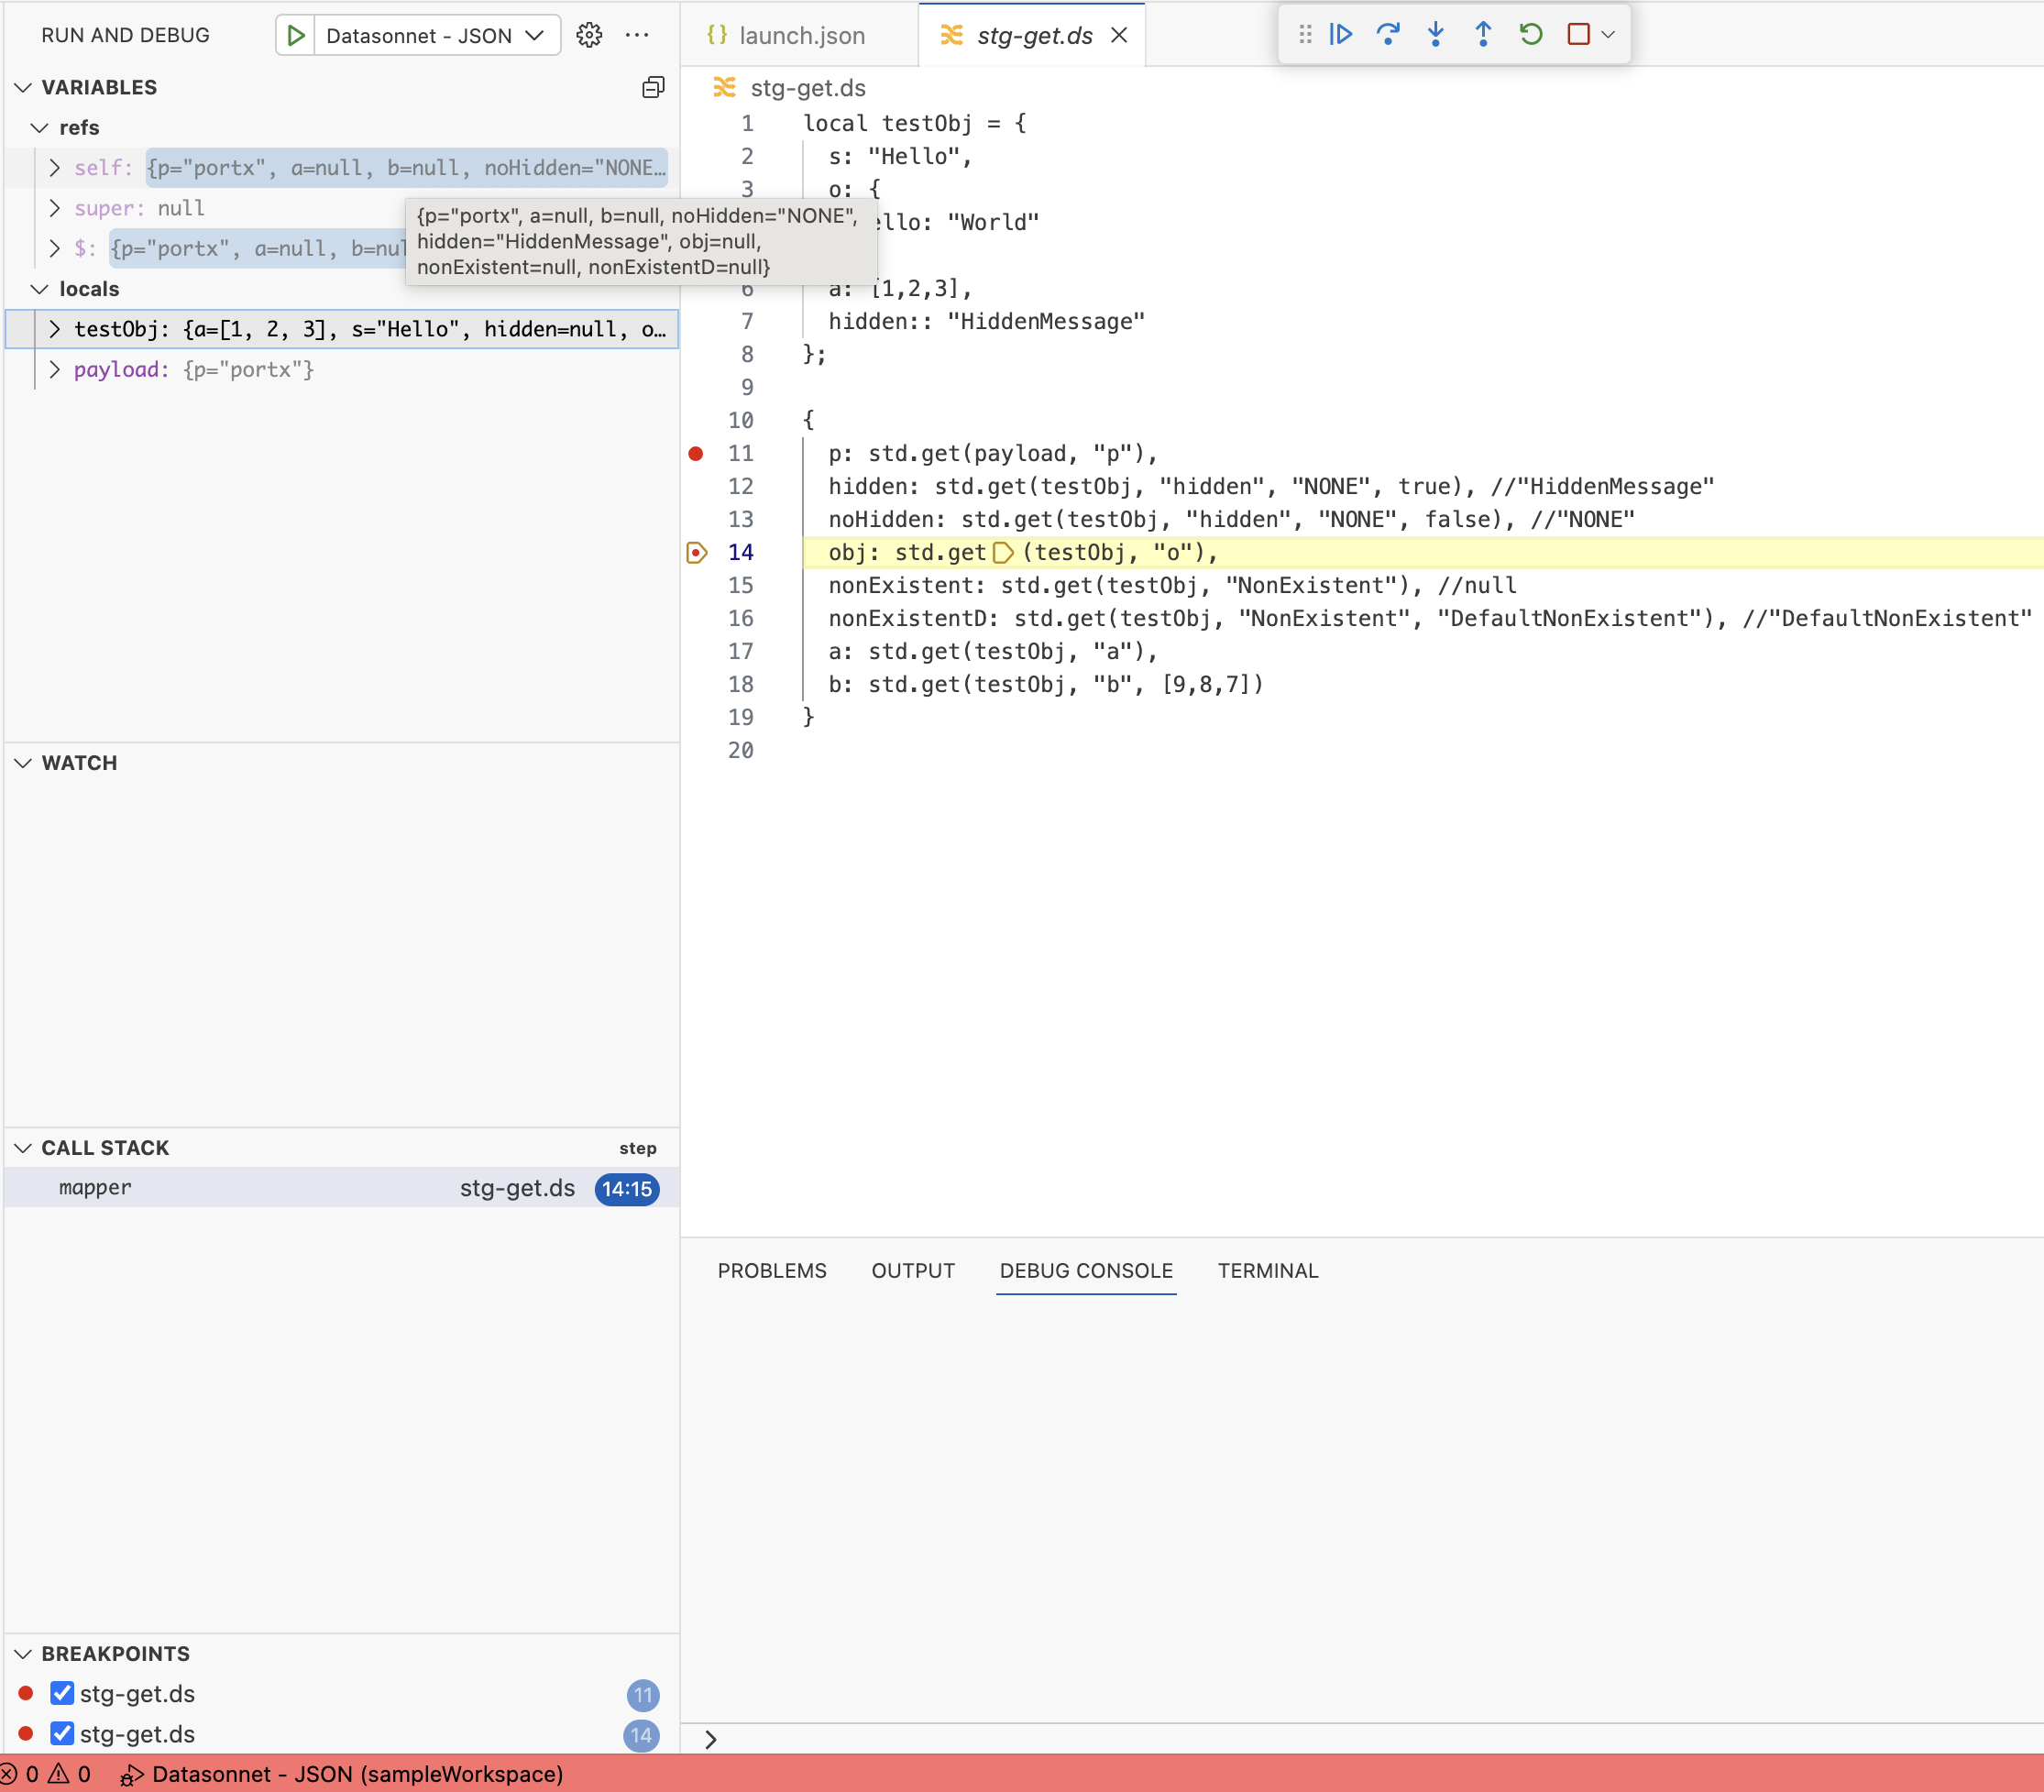 RUN AND DEBUG
Datasonnet - JSON
VARIABLES
refs
self: {p="portx", a=null, b=null, noHidden="NONE…
super: null
$: {p="portx", a=null, b=nul
{p="portx", a=null, b=null, noHidden="NONE",
hidden="HiddenMessage", obj=null,
nonExistent=null, nonExistentD=null}
locals
testObj: {a=[1, 2, 3], s="Hello", hidden=null, o…
payload: {p="portx"}
WATCH
CALL STACK
step
mapper stg-get.ds 14:15
BREAKPOINTS
stg-get.ds 11
stg-get.ds 14
{} launch.json
stg-get.ds
stg-get.ds
1 local testObj = {
2 s: "Hello",
3 o: {
ello: "World"
6 a: [1,2,3],
7 hidden:: "HiddenMessage"
8 };
9
10 {
11 p: std.get(payload, "p"),
12 hidden: std.get(testObj, "hidden", "NONE", true), //"HiddenMessage"
13 noHidden: std.get(testObj, "hidden", "NONE", false), //"NONE"
14 obj: std.get(testObj, "o"),
15 nonExistent: std.get(testObj, "NonExistent"), //null
16 nonExistentD: std.get(testObj, "NonExistent", "DefaultNonExistent"), //"DefaultNonExistent"
17 a: std.get(testObj, "a"),
18 b: std.get(testObj, "b", [9,8,7])
19 }
20
PROBLEMS OUTPUT DEBUG CONSOLE TERMINAL
0 0 Datasonnet - JSON (sampleWorkspace)